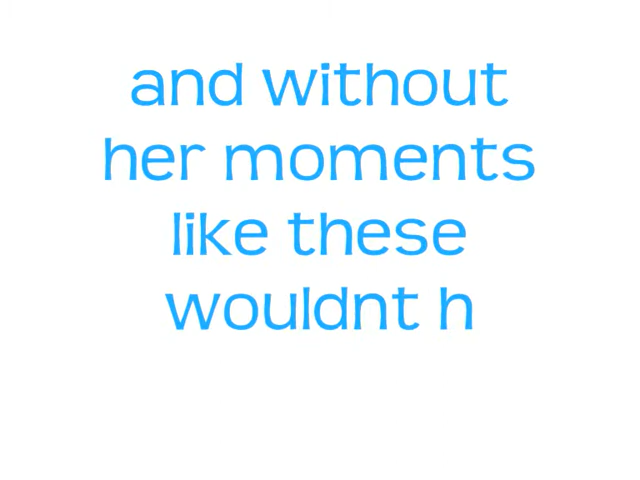 and without
her moments
like these
wouldnt h